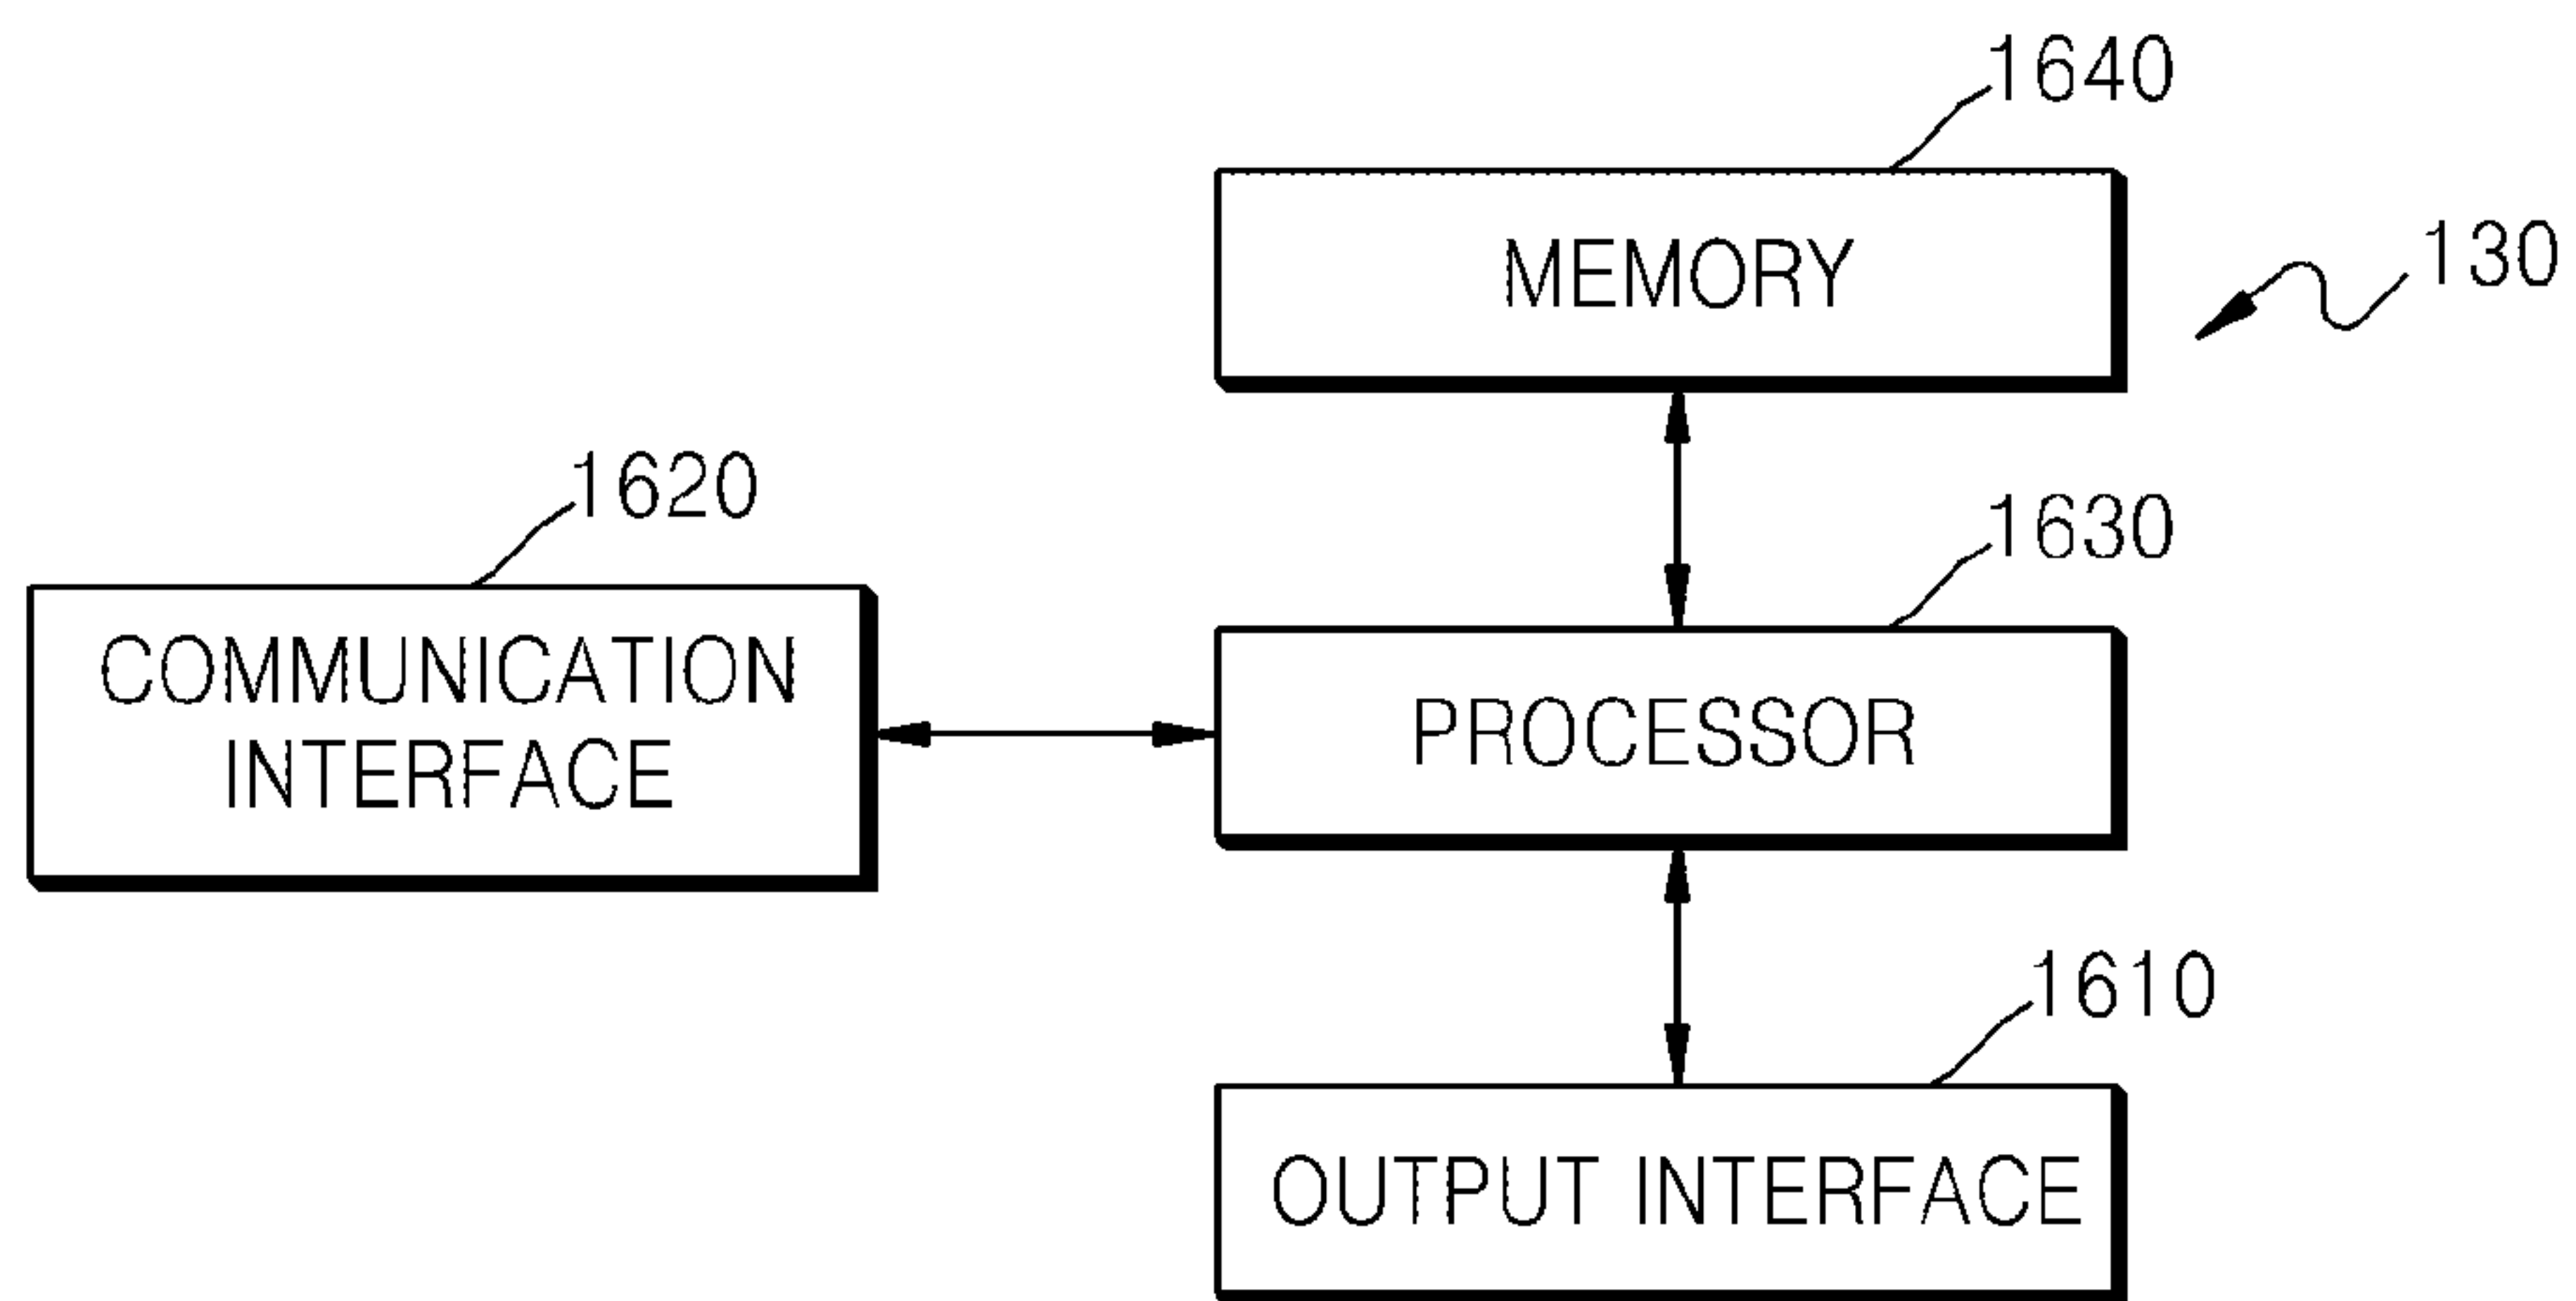 1640
MEMORY
130
1620
1630
COMMUNICATION
INTERFACE
PROCESSOR
1610
OUTPUT INTERFACE